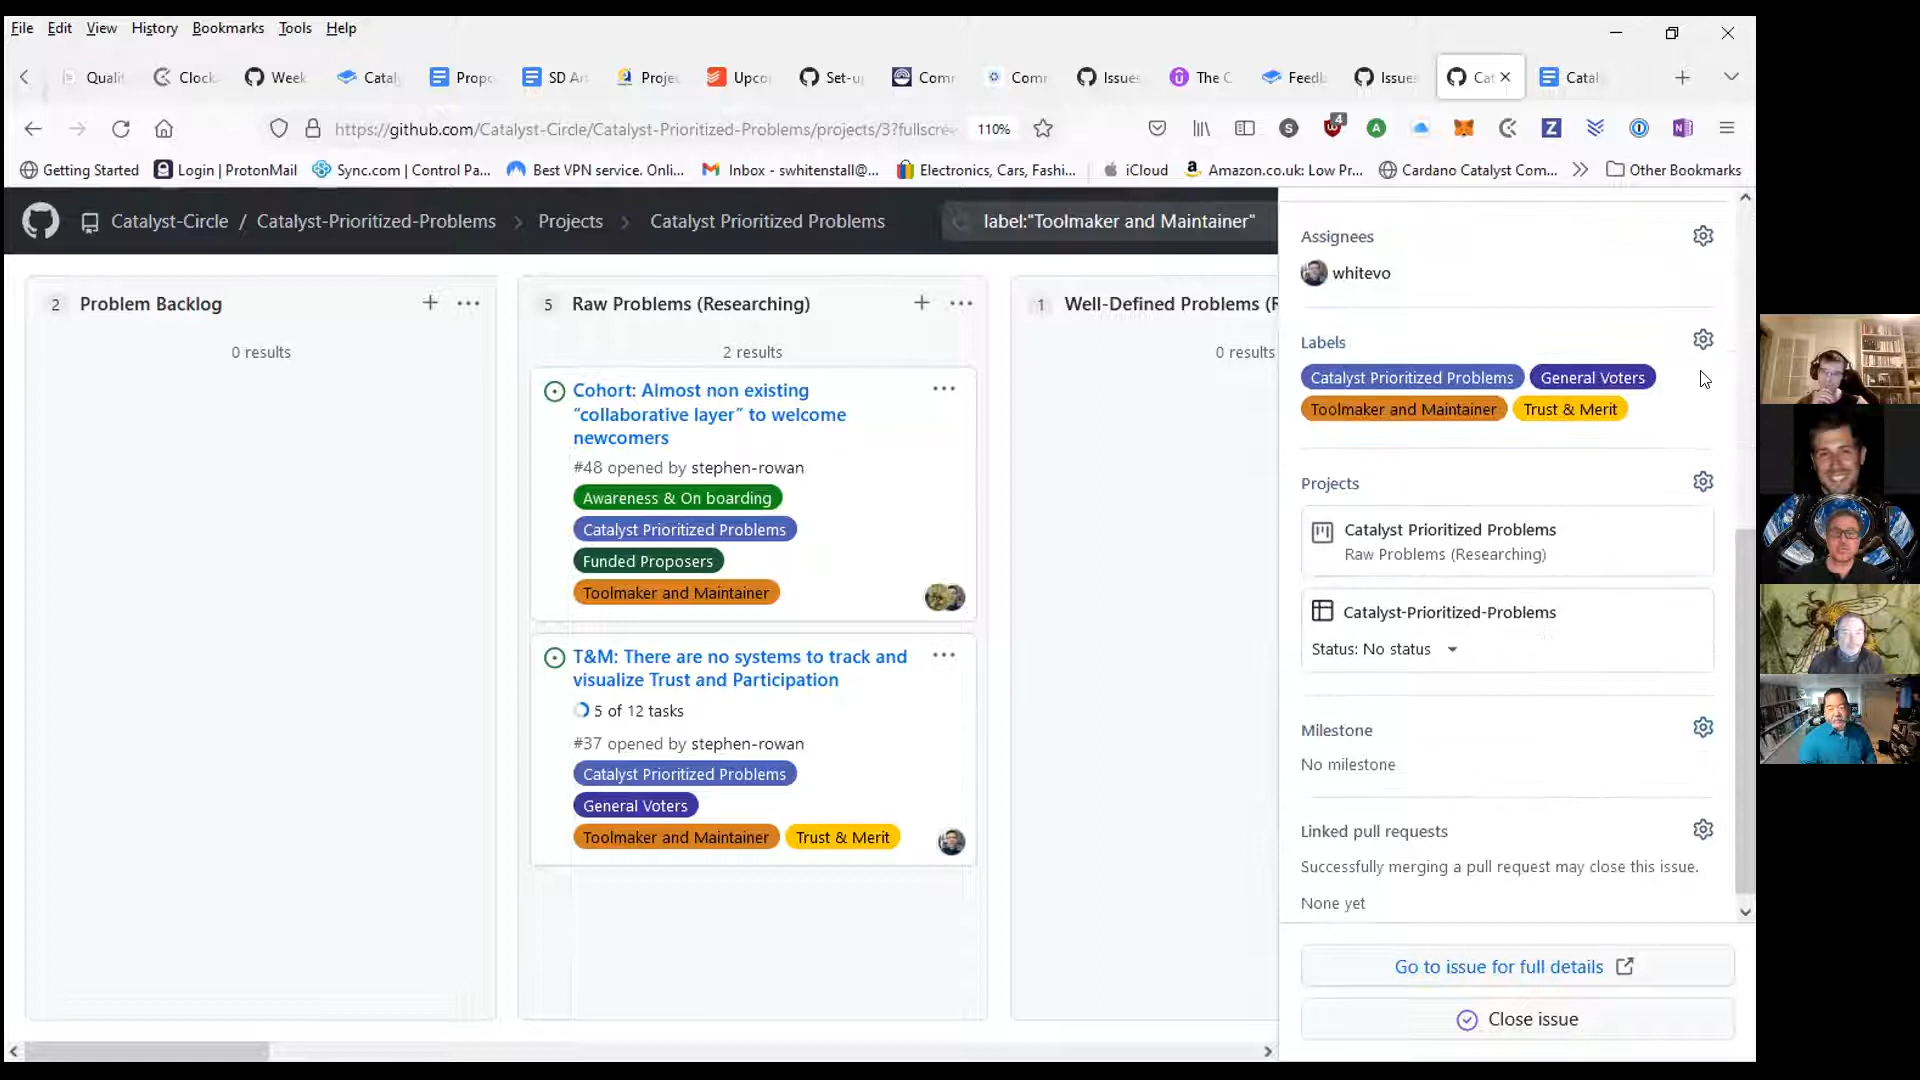 File Edit View History Bookmarks Tools Help
Quali Clock Week Cataly Propo SD Ar Proje Upco Set-u Comm Comm Issues The C Feedb Issues Cat Catal
https://github.com/Catalyst-Circle/Catalyst-Prioritized-Problems/projects/3?fullscre 110% 4
Getting Started Login | ProtonMail Sync.com | Control Pa... Best VPN service. Onli... Inbox - swhitenstall@... Electronics, Cars, Fashi... iCloud Amazon.co.uk: Low Pr... Cardano Catalyst Com... Other Bookmarks
Catalyst-Circle / Catalyst-Prioritized-Problems > Projects > Catalyst Prioritized Problems label:"Toolmaker and Maintainer"
2 Problem Backlog
0 results
5 Raw Problems (Researching)
2 results
Cohort: Almost non existing
“collaborative layer” to welcome
newcomers
#48 opened by stephen-rowan
Awareness & On boarding
Catalyst Prioritized Problems
Funded Proposers
Toolmaker and Maintainer
T&M: There are no systems to track and
visualize Trust and Participation
5 of 12 tasks
#37 opened by stephen-rowan
Catalyst Prioritized Problems
General Voters
Toolmaker and Maintainer Trust & Merit
1 Well-Defined Problems (R
0 results
Assignees
whitevo
Labels
Catalyst Prioritized Problems General Voters
Toolmaker and Maintainer Trust & Merit
Projects
Catalyst Prioritized Problems
Raw Problems (Researching)
Catalyst-Prioritized-Problems
Status: No status
Milestone
No milestone
Linked pull requests
Successfully merging a pull request may close this issue.
None yet
Go to issue for full details
Close issue